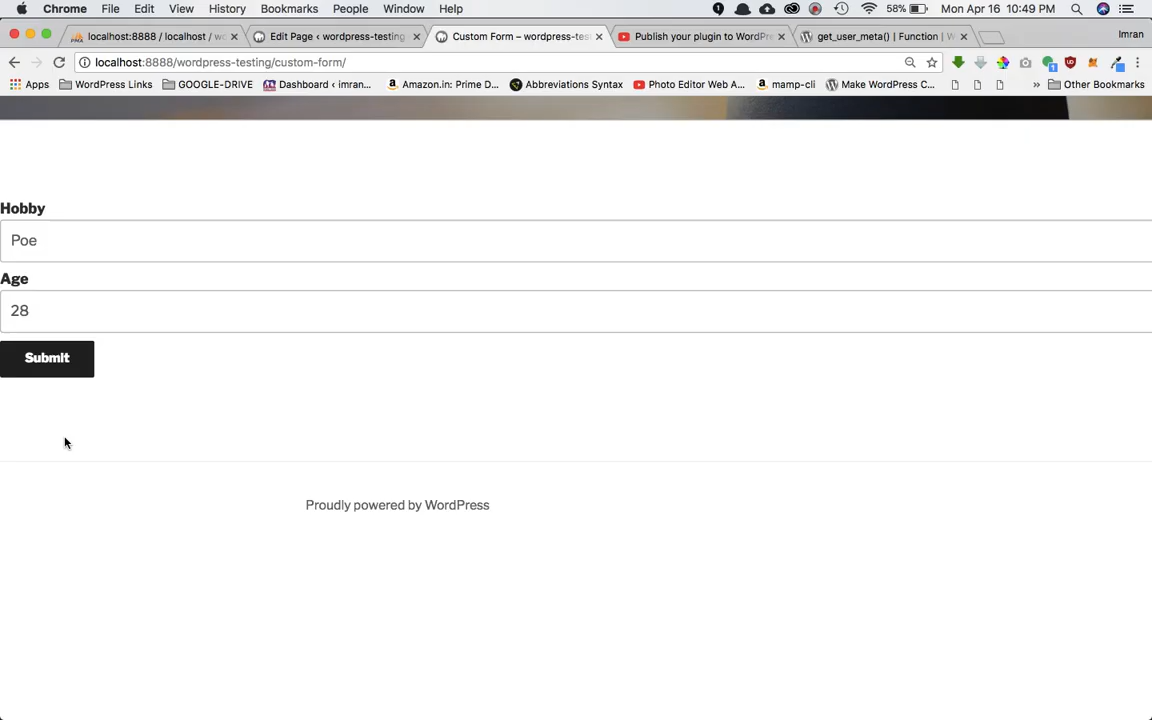 Chrome File Edit View History Bookmarks People Window Help 58% Mon Apr 16 10:49 PM
localhost:8888 / localhost / wo Edit Page ‹ wordpress-testing Custom Form – wordpress-tes Publish your plugin to WordPre get_user_meta() | Function | W Imran
localhost:8888/wordpress-testing/custom-form/
Apps WordPress Links GOOGLE-DRIVE Dashboard ‹ imran... Amazon.in: Prime D... Abbreviations Syntax Photo Editor Web A... mamp-cli Make WordPress C... » Other Bookmarks
Hobby
Poe
Age
28
Submit
Proudly powered by WordPress